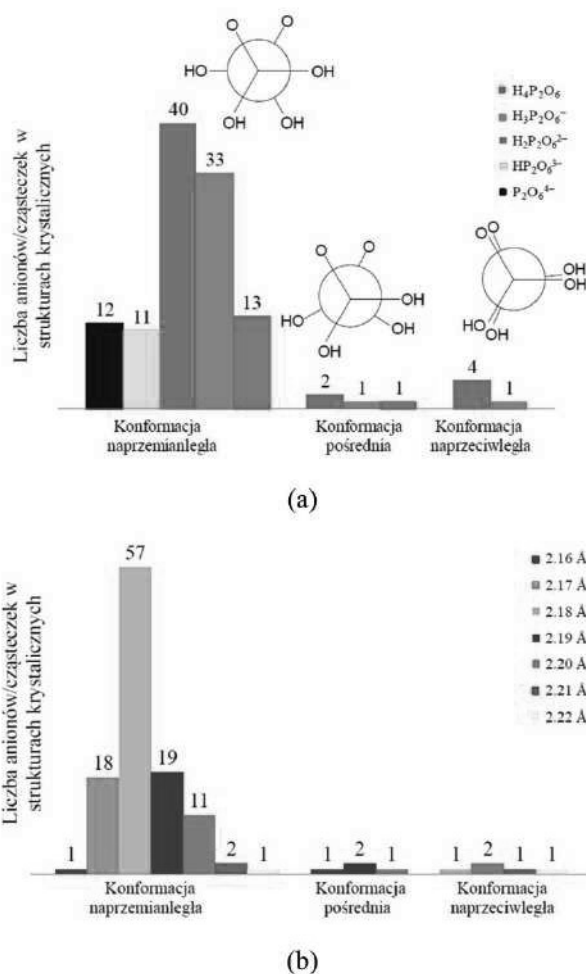 Liczba anionów/cząsteczek w
strukturach krystalicznych
O
O
HO
OH
OH
OH
H₄P₂O₆
H₃P₂O₆⁻
H₂P₂O₆²⁻
HP₂O₆³⁻
P₂O₆⁴⁻
12
11
40
33
13
O
O
OH
HO
OH
OH
2
1
1
O
O
OH
OH
OH
HO
4
1
Konformacja
naprzemianległa
Konformacja
pośrednia
Konformacja
naprzeciwległa
(a)
Liczba anionów/cząsteczek w
strukturach krystalicznych
2.16 Å
2.17 Å
2.18 Å
2.19 Å
2.20 Å
2.21 Å
2.22 Å
1
18
57
19
11
2
1
1
2
1
1
2
1
1
Konformacja
naprzemianległa
Konformacja
pośrednia
Konformacja
naprzeciwległa
(b)